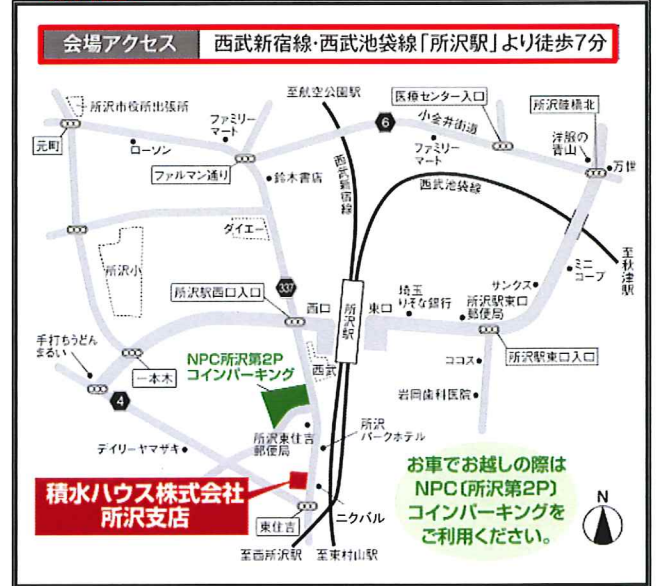 会場アクセス 西武新宿線・西武池袋線「所沢駅」より徒歩7分
至航空公園駅
医療センター入口
所沢陸橋北
所沢市役所出張所
元町
ローソン
ファミリー
マート
ファルマン通り
鈴木書店
6
小金井街道
ファミリー
マート
洋服の
青山
万世
西武新宿線
西武池袋線
ダイエー
所沢小
337
所沢駅西口入口
西口
所沢駅
東口
埼玉
りそな銀行
サンクス
所沢駅東口
郵便局
ミニ
コープ
至秋津駅
手打ちうどん
まるい
一本木
4
NPC所沢第2P
コインパーキング
西武
ココス
所沢駅東口入口
岩岡歯科医院
デイリーヤマザキ
所沢東住吉
郵便局
所沢
パークホテル
積水ハウス株式会社
所沢支店
東住吉
ニクバル
至西所沢駅
至東村山駅
お車でお越しの際は
NPC〔所沢第2P〕
コインパーキングを
ご利用ください。
N